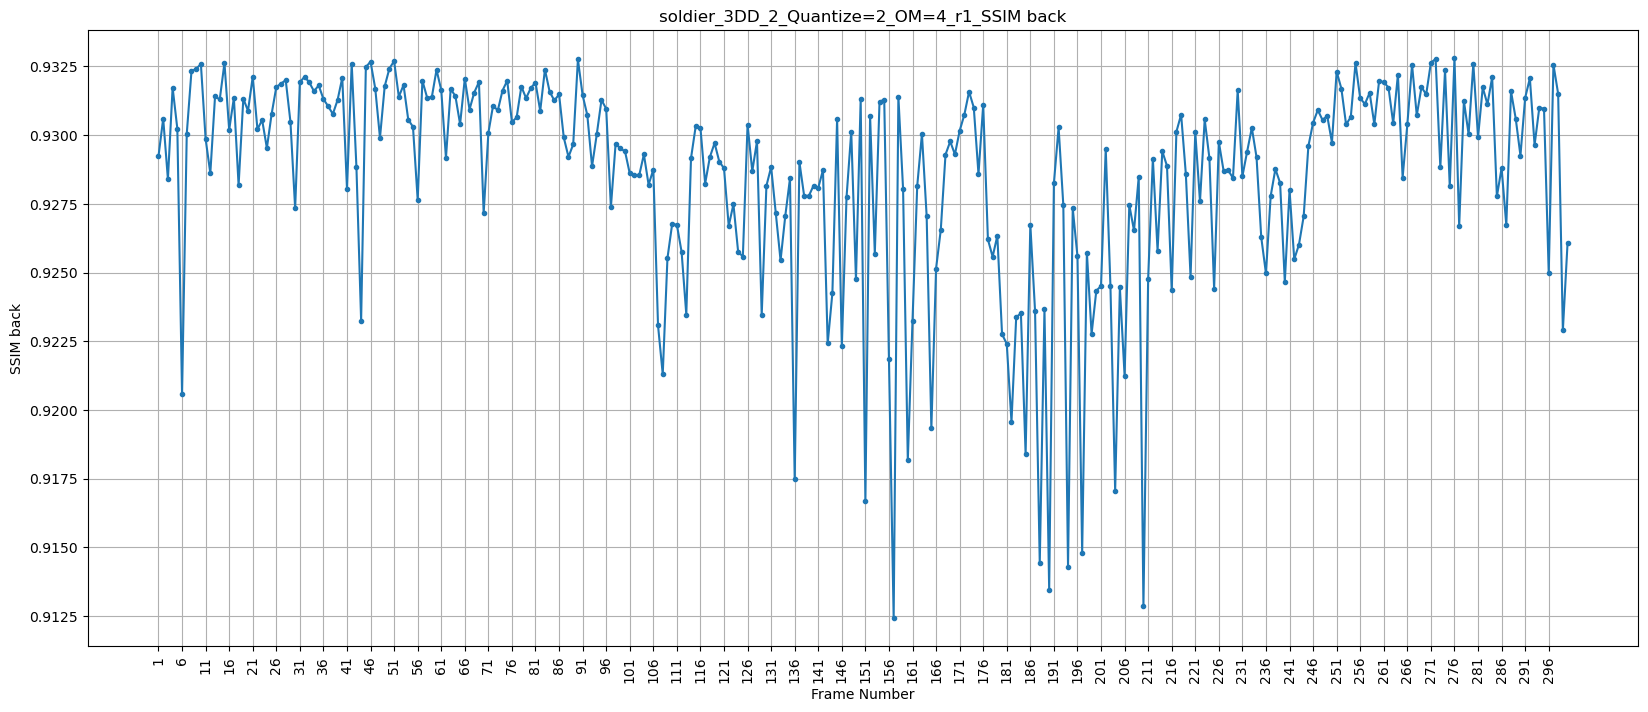 soldier_3DD_2_Quantize=2_OM=4_r1_SSIM back
0.9325
0.9300
0.9275
0.9250
0.9225
0.9200
0.9175
0.9150
0.9125
SSIM back
1 6 11 16 21 26 31 36 41 46 51 56 61 66 71 76 81 86 91 96 101 106 111 116 121 126 131 136 141 146 151 156 161 166 171 176 181 186 191 196 201 206 211 216 221 226 231 236 241 246 251 256 261 266 271 276 281 286 291 296
Frame Number